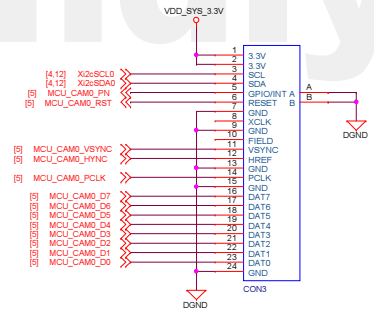 VDD_SYS_3.3V
1 3.3V
2 3.3V
[4,12] Xi2cSCL0 3 SCL
[4,12] Xi2cSDA0 4 SDA
[5] MCU_CAM0_PN 5 GPIO/INT A A
[5] MCU_CAM0_RST 6 RESET B B
7 GND
8 XCLK
9 GND
10 FIELD
[5] MCU_CAM0_VSYNC 11 VSYNC
[5] MCU_CAM0_HYNC 12 HREF
13 GND
[5] MCU_CAM0_PCLK 14 PCLK
15 GND
[5] MCU_CAM0_D7 16 DAT7
[5] MCU_CAM0_D6 17 DAT6
[5] MCU_CAM0_D5 18 DAT5
[5] MCU_CAM0_D4 19 DAT4
[5] MCU_CAM0_D3 20 DAT3
[5] MCU_CAM0_D2 21 DAT2
[5] MCU_CAM0_D1 22 DAT1
[5] MCU_CAM0_D0 23 DAT0
24 GND
DGND
CON3
DGND